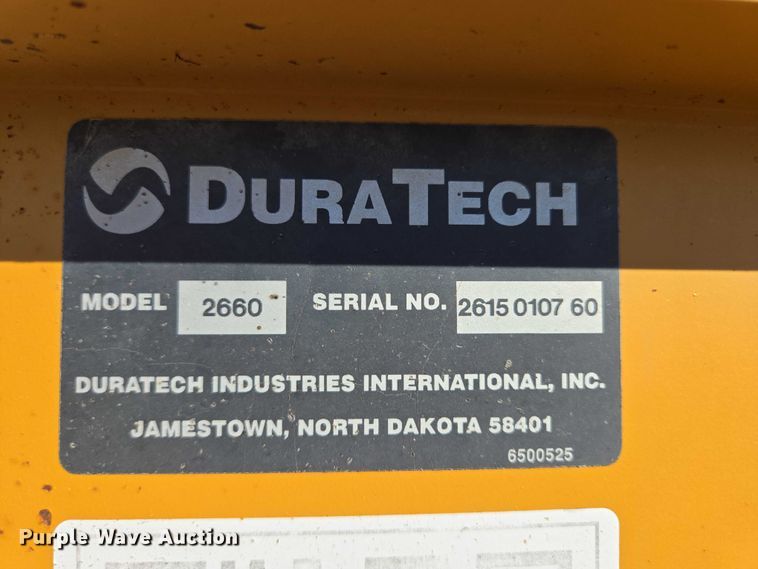 DURATECH
MODEL 2660 SERIAL NO. 2615 0107 60
DURATECH INDUSTRIES INTERNATIONAL, INC.
JAMESTOWN, NORTH DAKOTA 58401
6500525
Purple Wave Auction